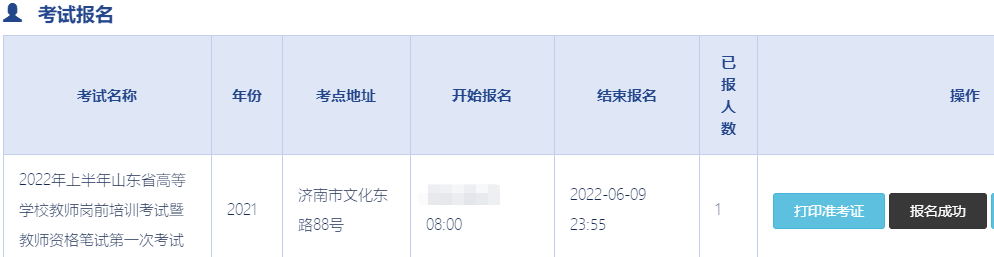 考试报名
考试名称 年份 考点地址 开始报名 结束报名 已报人数 操作
2022年上半年山东省高等
学校教师岗前培训考试暨
教师资格笔试第一次考试
2021
济南市文化东
路88号
08:00
2022-06-09
23:55
1
打印准考证 报名成功